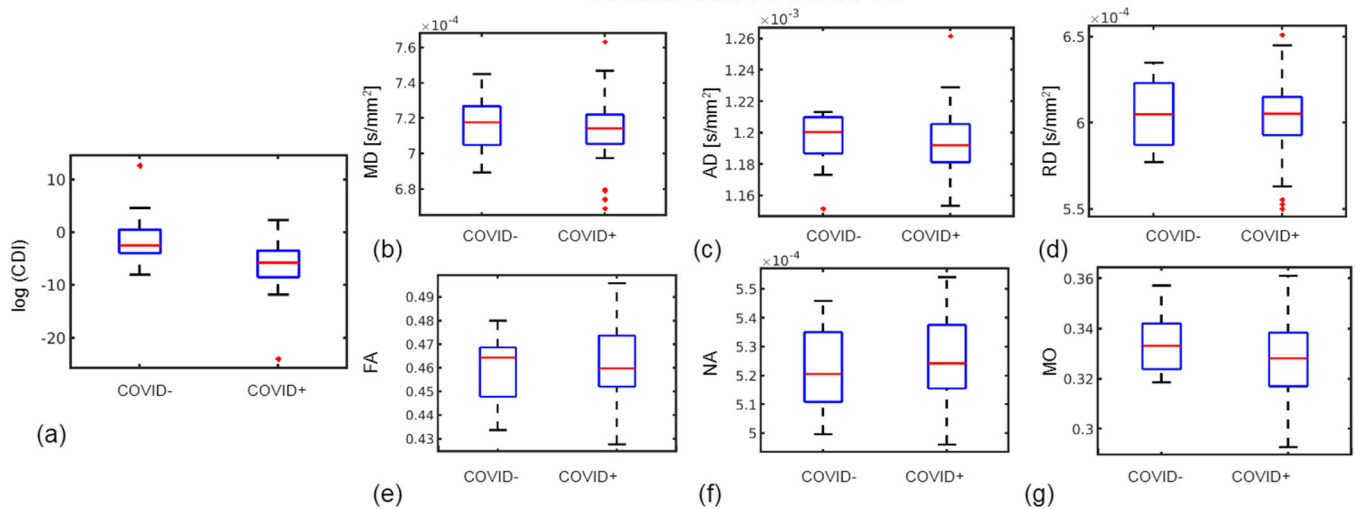 ×10⁻⁴
7.6
7.4
7.2
7
6.8
MD [s/mm²]
COVID- COVID+
(b)
×10⁻³
1.26
1.24
1.22
1.2
1.18
1.16
AD [s/mm²]
COVID- COVID+
(c)
×10⁻⁴
6.5
6
5.5
RD [s/mm²]
COVID- COVID+
(d)
10
0
-10
-20
log (CDI)
COVID- COVID+
(a)
0.49
0.48
0.47
0.46
0.45
0.44
0.43
FA
COVID- COVID+
(e)
×10⁻⁴
5.5
5.4
5.3
5.2
5.1
5
NA
COVID- COVID+
(f)
0.36
0.34
0.32
0.3
MO
COVID- COVID+
(g)